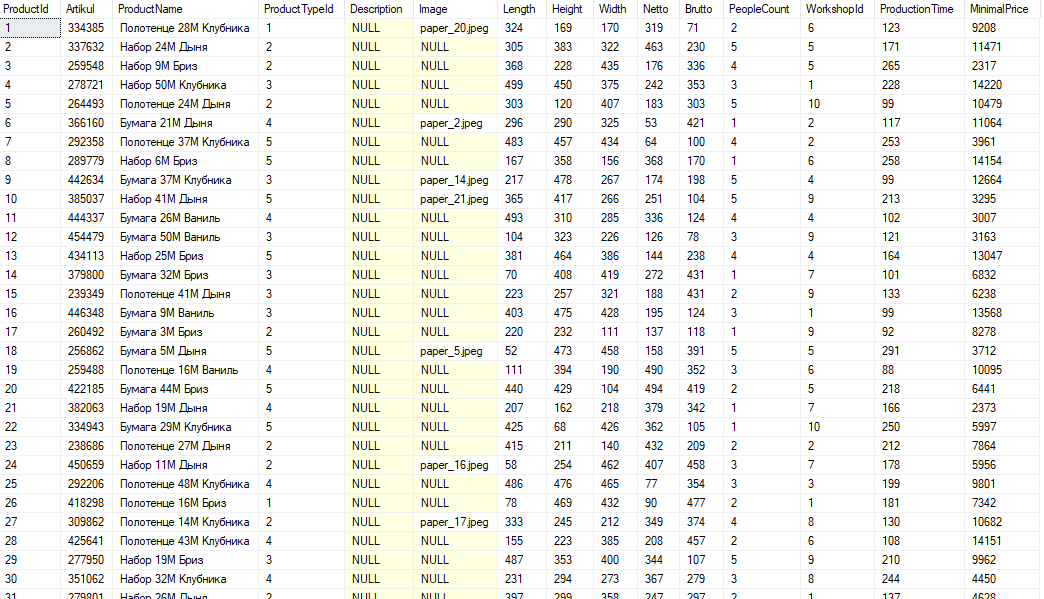 ProductId Artikul ProductName ProductTypeId Description Image Length Height Width Netto Brutto PeopleCount WorkshopId ProductionTime MinimalPrice
1 334385 Полотенце 28М Клубника 1 NULL paper_20.jpeg 324 169 170 319 71 2 6 123 9208
2 337632 Набор 24М Дыня 2 NULL NULL 305 383 322 463 230 5 5 171 11471
3 259548 Набор 9М Бриз 2 NULL NULL 368 228 435 176 336 4 5 265 2317
4 278721 Набор 50М Клубника 3 NULL NULL 499 450 375 242 353 3 1 228 14220
5 264493 Полотенце 24М Дыня 2 NULL NULL 303 120 407 183 303 5 10 99 10479
6 366160 Бумага 21М Дыня 4 NULL paper_2.jpeg 296 290 325 53 421 1 2 117 11064
7 292358 Полотенце 37М Клубника 5 NULL NULL 483 457 434 64 100 4 2 253 3961
8 289779 Набор 6М Бриз 5 NULL NULL 167 358 156 368 170 1 6 258 14154
9 442634 Бумага 37М Клубника 3 NULL paper_14.jpeg 217 478 267 174 198 5 4 99 12664
10 385037 Набор 41М Дыня 5 NULL paper_21.jpeg 365 417 266 251 104 5 9 213 3295
11 444337 Бумага 26М Ваниль 4 NULL NULL 493 310 285 336 124 4 4 102 3007
12 454479 Бумага 50М Ваниль 3 NULL NULL 104 323 226 126 78 3 9 121 3163
13 434113 Набор 25М Бриз 5 NULL NULL 381 464 386 144 238 4 4 164 13047
14 379800 Бумага 32М Бриз 3 NULL NULL 70 408 419 272 431 1 7 101 6832
15 239349 Полотенце 41М Дыня 3 NULL NULL 223 257 321 188 431 2 9 133 6238
16 446348 Бумага 9М Ваниль 3 NULL NULL 403 475 428 195 124 3 1 99 13568
17 260492 Бумага 3М Бриз 2 NULL NULL 220 232 111 137 118 1 9 92 8278
18 256862 Бумага 5М Дыня 5 NULL paper_5.jpeg 52 473 458 158 391 5 5 291 3712
19 259488 Полотенце 16М Ваниль 4 NULL NULL 111 394 190 490 352 3 6 88 10095
20 422185 Бумага 44М Бриз 5 NULL NULL 440 429 104 494 419 2 5 218 6441
21 382063 Набор 19М Дыня 4 NULL NULL 207 162 218 379 342 1 7 166 2373
22 334943 Бумага 29М Клубника 5 NULL NULL 425 68 426 362 105 1 10 250 5997
23 238686 Полотенце 27М Дыня 2 NULL NULL 415 211 140 432 209 2 2 212 7864
24 450659 Набор 11М Дыня 2 NULL paper_16.jpeg 58 254 462 407 458 3 7 178 5956
25 292206 Полотенце 48М Клубника 4 NULL NULL 486 476 465 77 354 3 3 199 9801
26 418298 Полотенце 16М Бриз 1 NULL NULL 78 469 432 90 477 2 1 181 7342
27 309862 Полотенце 14М Клубника 2 NULL paper_17.jpeg 333 245 212 349 374 4 8 130 10682
28 425641 Полотенце 43М Клубника 4 NULL NULL 155 223 385 208 457 2 6 108 14151
29 277950 Набор 19М Бриз 3 NULL NULL 487 353 400 344 107 5 9 210 9962
30 351062 Набор 32М Клубника 4 NULL NULL 231 294 273 367 279 3 8 244 4450
31 279801 Набор 26М Дыня 2 NULL NULL 397 299 358 247 297 2 1 137 4628